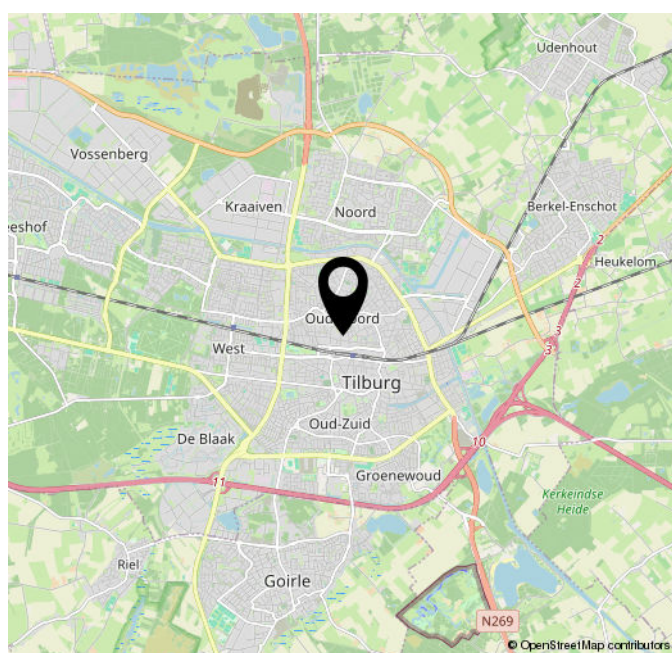 Udenhout
Vossenberg
Kraaiven
Noord
Berkel-Enschot
eeshof
2
Heukelom
2
Oud-Noord
3
3
West
Tilburg
Oud-Zuid
De Blaak
10
Groenewoud
11
Kerkeindse
Heide
Riel
Goirle
N269
© OpenStreetMap contributors